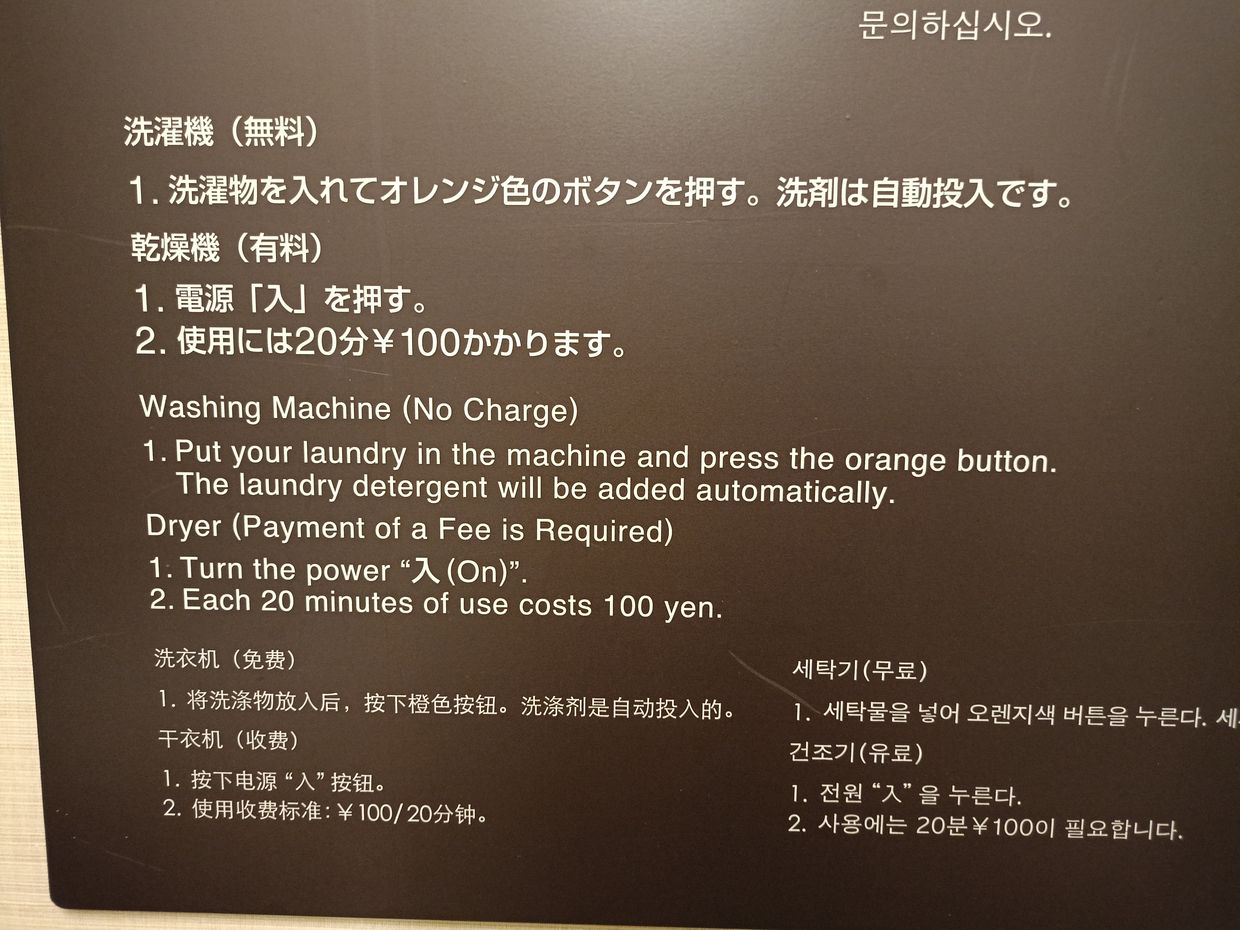 문의하십시오.
洗濯機（無料）
1. 洗濯物を入れてオレンジ色のボタンを押す。洗剤は自動投入です。
乾燥機（有料）
1. 電源「入」を押す。
2. 使用には20分￥100かかります。
Washing Machine (No Charge)
1. Put your laundry in the machine and press the orange button.
The laundry detergent will be added automatically.
Dryer (Payment of a Fee is Required)
1. Turn the power “入 (On)”.
2. Each 20 minutes of use costs 100 yen.
洗衣机（免费）
1. 将洗涤物放入后，按下橙色按钮。洗涤剂是自动投入的。
干衣机（收费）
1. 按下电源 “入” 按钮。
2. 使用收费标准：￥100/20分钟。
세탁기(무료)
1. 세탁물을 넣어 오렌지색 버튼을 누른다.
건조기(유료)
1. 전원 “入” 을 누른다.
2. 사용에는 20분￥100이 필요합니다.